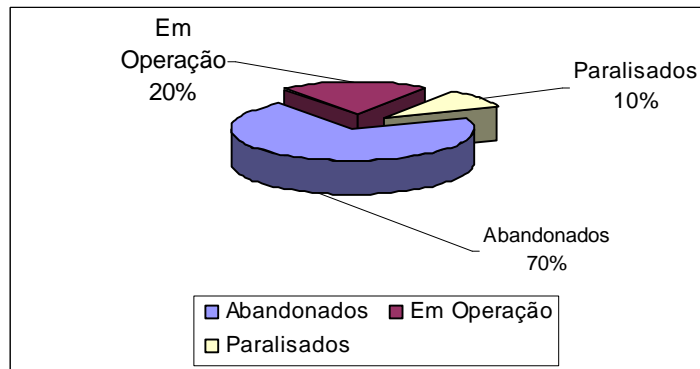 Em
Operação
20%
Paralisados
10%
Abandonados
70%
Abandonados Em Operação
Paralisados